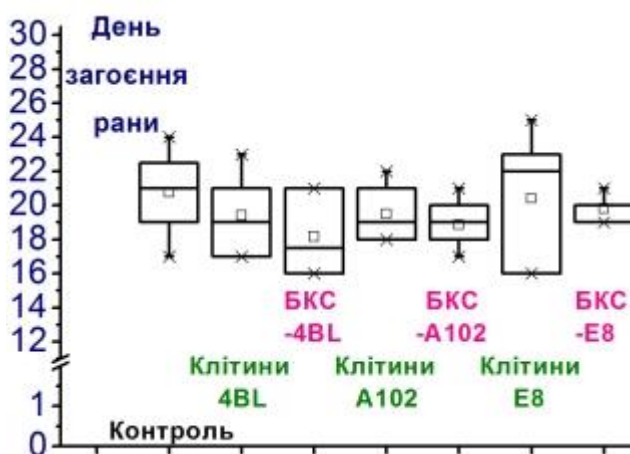 30
28
26
24
22
20
18
16
14
12
1
0
День
загоєння
рани
БКС
-4BL
БКС
-A102
БКС
-E8
Клітини
4BL
Клітини
A102
Клітини
E8
Контроль